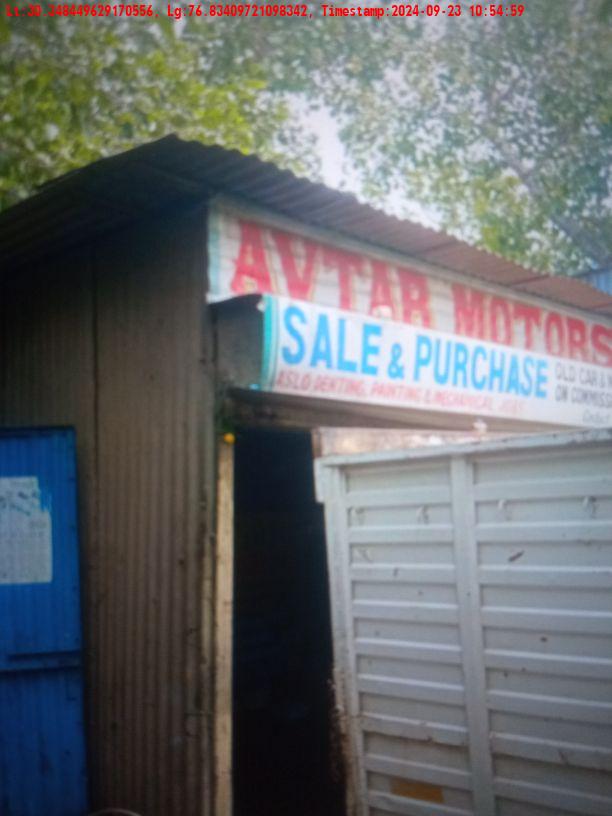 Lt:30.348449629170556, Lg:76.83409721098342, Timestamp:2024-09-23 10:54:59
AVTAR MOTORS
SALE & PURCHASE
OLD CAR &
ON COMMISS
ASLO DENTING, PAINTING & MECHANICAL JOBS